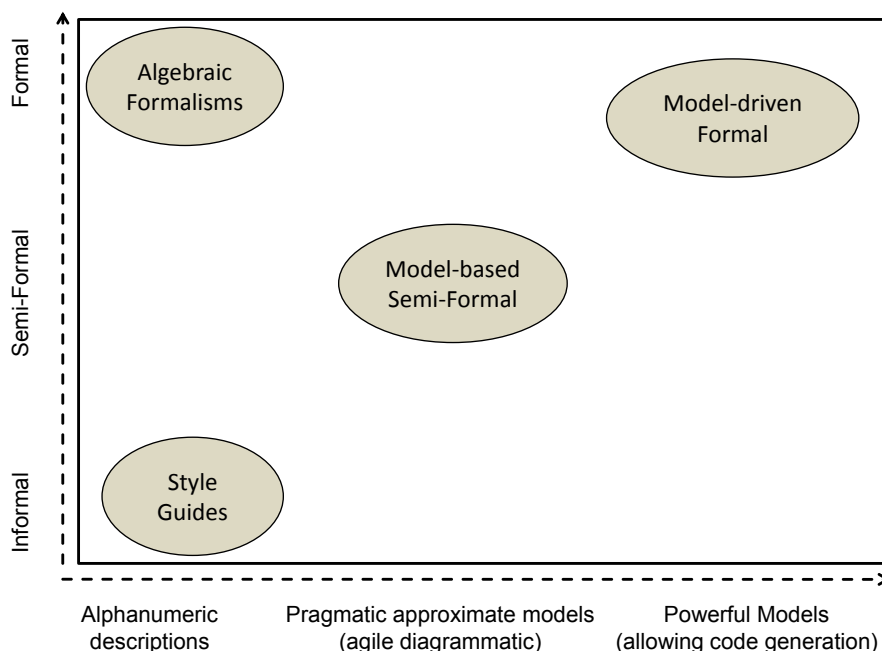 Formal
Algebraic
Formalisms
Model-driven
Formal
Semi-Formal
Model-based
Semi-Formal
Informal
Style
Guides
Alphanumeric
descriptions
Pragmatic approximate models
(agile diagrammatic)
Powerful Models
(allowing code generation)